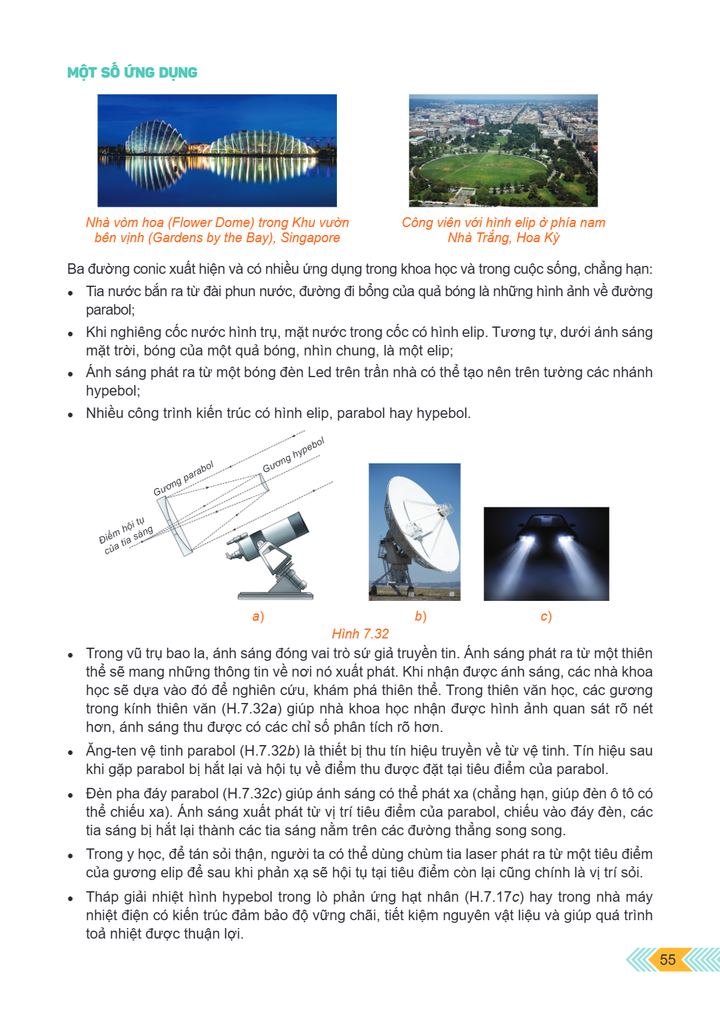 MỘT SỐ ỨNG DỤNG
Nhà vòm hoa (Flower Dome) trong Khu vườn
bên vịnh (Gardens by the Bay), Singapore
Công viên với hình elip ở phía nam
Nhà Trắng, Hoa Kỳ
Ba đường conic xuất hiện và có nhiều ứng dụng trong khoa học và trong cuộc sống, chẳng hạn:
• Tia nước bắn ra từ đài phun nước, đường đi bổng của quả bóng là những hình ảnh về đường
parabol;
• Khi nghiêng cốc nước hình trụ, mặt nước trong cốc có hình elip. Tương tự, dưới ánh sáng
mặt trời, bóng của một quả bóng, nhìn chung, là một elip;
• Ánh sáng phát ra từ một bóng đèn Led trên trần nhà có thể tạo nên trên tường các nhánh
hypebol;
• Nhiều công trình kiến trúc có hình elip, parabol hay hypebol.
Gương parabol
Gương hypebol
Điểm hội tụ
của tia sáng
a)
b)
c)
Hình 7.32
• Trong vũ trụ bao la, ánh sáng đóng vai trò sứ giả truyền tin. Ánh sáng phát ra từ một thiên
thể sẽ mang những thông tin về nơi nó xuất phát. Khi nhận được ánh sáng, các nhà khoa
học sẽ dựa vào đó để nghiên cứu, khám phá thiên thể. Trong thiên văn học, các gương
trong kính thiên văn (H.7.32a) giúp nhà khoa học nhận được hình ảnh quan sát rõ nét
hơn, ánh sáng thu được có các chỉ số phân tích rõ hơn.
• Ăng-ten vệ tinh parabol (H.7.32b) là thiết bị thu tín hiệu truyền về từ vệ tinh. Tín hiệu sau
khi gặp parabol bị hắt lại và hội tụ về điểm thu được đặt tại tiêu điểm của parabol.
• Đèn pha đáy parabol (H.7.32c) giúp ánh sáng có thể phát xa (chẳng hạn, giúp đèn ô tô có
thể chiếu xa). Ánh sáng xuất phát từ vị trí tiêu điểm của parabol, chiếu vào đáy đèn, các
tia sáng bị hắt lại thành các tia sáng nằm trên các đường thẳng song song.
• Trong y học, để tán sỏi thận, người ta có thể dùng chùm tia laser phát ra từ một tiêu điểm
của gương elip để sau khi phản xạ sẽ hội tụ tại tiêu điểm còn lại cũng chính là vị trí sỏi.
• Tháp giải nhiệt hình hypebol trong lò phản ứng hạt nhân (H.7.17c) hay trong nhà máy
nhiệt điện có kiến trúc đảm bảo độ vững chãi, tiết kiệm nguyên vật liệu và giúp quá trình
toả nhiệt được thuận lợi.
55